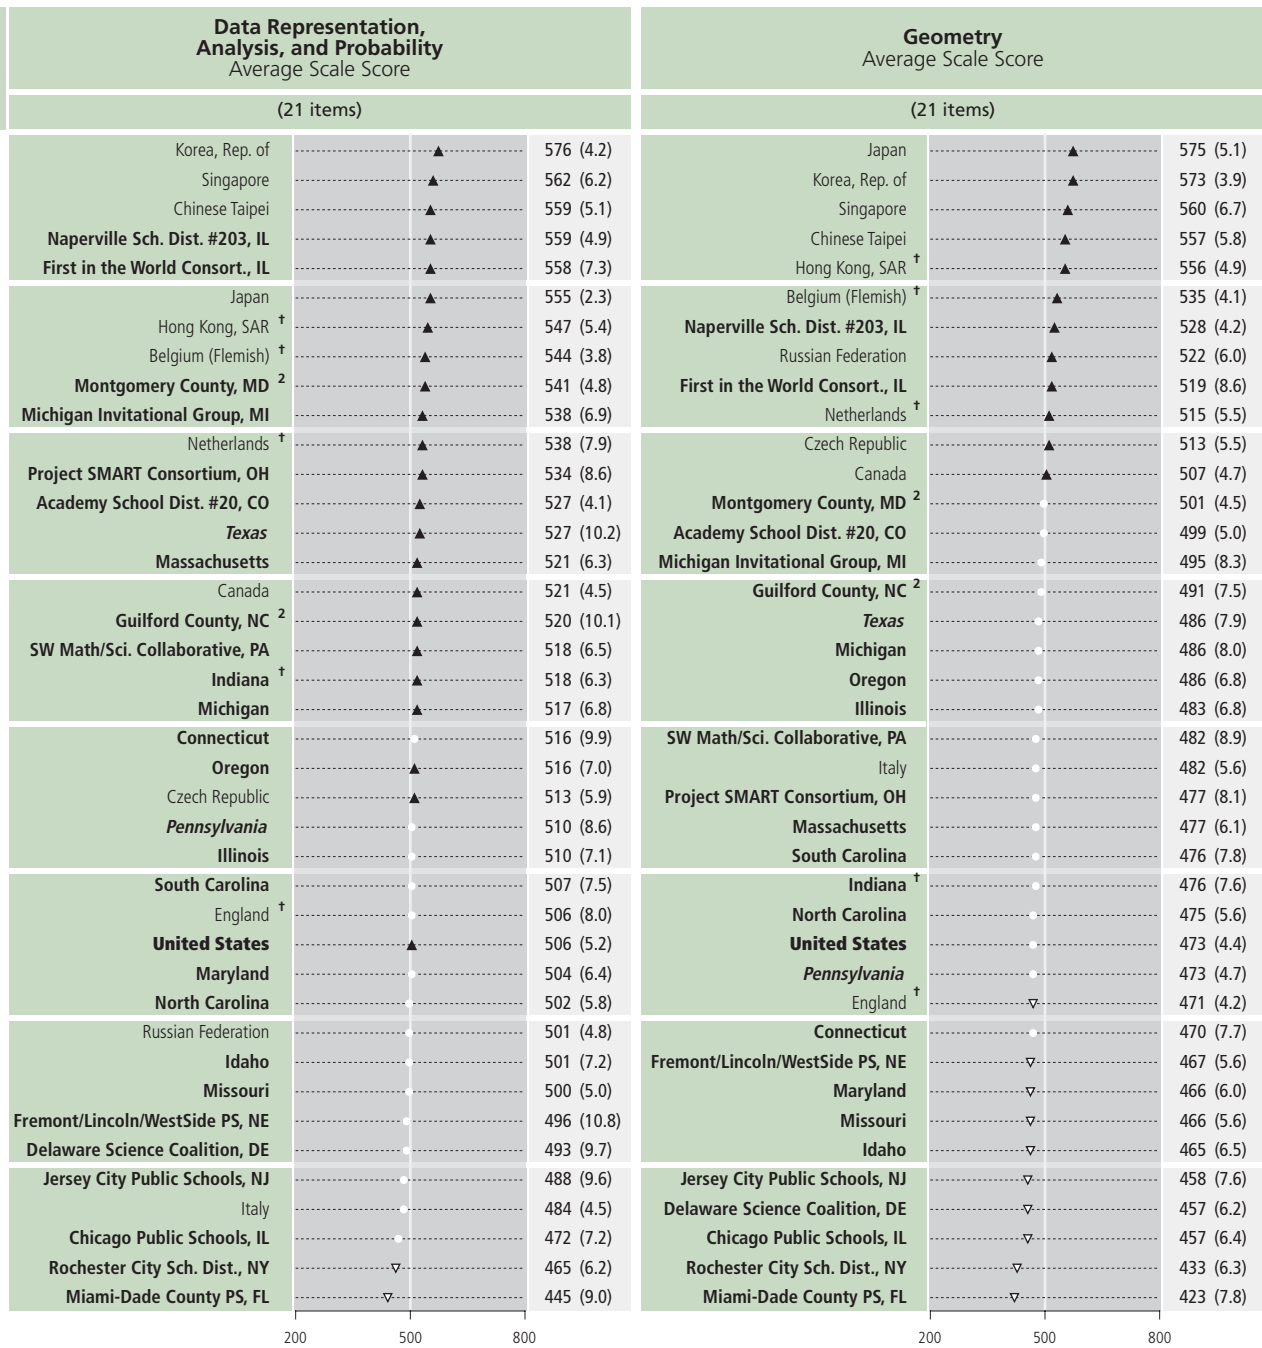 Data Representation,
Analysis, and Probability
Average Scale Score
(21 items)
Korea, Rep. of 576 (4.2)
Singapore 562 (6.2)
Chinese Taipei 559 (5.1)
Naperville Sch. Dist. #203, IL 559 (4.9)
First in the World Consort., IL 558 (7.3)
Japan 555 (2.3)
Hong Kong, SAR † 547 (5.4)
Belgium (Flemish) † 544 (3.8)
Montgomery County, MD 2 541 (4.8)
Michigan Invitational Group, MI 538 (6.9)
Netherlands † 538 (7.9)
Project SMART Consortium, OH 534 (8.6)
Academy School Dist. #20, CO 527 (4.1)
Texas 527 (10.2)
Massachusetts 521 (6.3)
Canada 521 (4.5)
Guilford County, NC 2 520 (10.1)
SW Math/Sci. Collaborative, PA 518 (6.5)
Indiana † 518 (6.3)
Michigan 517 (6.8)
Connecticut 516 (9.9)
Oregon 516 (7.0)
Czech Republic 513 (5.9)
Pennsylvania 510 (8.6)
Illinois 510 (7.1)
South Carolina 507 (7.5)
England † 506 (8.0)
United States 506 (5.2)
Maryland 504 (6.4)
North Carolina 502 (5.8)
Russian Federation 501 (4.8)
Idaho 501 (7.2)
Missouri 500 (5.0)
Fremont/Lincoln/WestSide PS, NE 496 (10.8)
Delaware Science Coalition, DE 493 (9.7)
Jersey City Public Schools, NJ 488 (9.6)
Italy 484 (4.5)
Chicago Public Schools, IL 472 (7.2)
Rochester City Sch. Dist., NY 465 (6.2)
Miami-Dade County PS, FL 445 (9.0)
200 500 800
Geometry
Average Scale Score
(21 items)
Japan 575 (5.1)
Korea, Rep. of 573 (3.9)
Singapore 560 (6.7)
Chinese Taipei 557 (5.8)
Hong Kong, SAR † 556 (4.9)
Belgium (Flemish) † 535 (4.1)
Naperville Sch. Dist. #203, IL 528 (4.2)
Russian Federation 522 (6.0)
First in the World Consort., IL 519 (8.6)
Netherlands † 515 (5.5)
Czech Republic 513 (5.5)
Canada 507 (4.7)
Montgomery County, MD 2 501 (4.5)
Academy School Dist. #20, CO 499 (5.0)
Michigan Invitational Group, MI 495 (8.3)
Guilford County, NC 2 491 (7.5)
Texas 486 (7.9)
Michigan 486 (8.0)
Oregon 486 (6.8)
Illinois 483 (6.8)
SW Math/Sci. Collaborative, PA 482 (8.9)
Italy 482 (5.6)
Project SMART Consortium, OH 477 (8.1)
Massachusetts 477 (6.1)
South Carolina 476 (7.8)
Indiana † 476 (7.6)
North Carolina 475 (5.6)
United States 473 (4.4)
Pennsylvania 473 (4.7)
England † 471 (4.2)
Connecticut 470 (7.7)
Fremont/Lincoln/WestSide PS, NE 467 (5.6)
Maryland 466 (6.0)
Missouri 466 (5.6)
Idaho 465 (6.5)
Jersey City Public Schools, NJ 458 (7.6)
Delaware Science Coalition, DE 457 (6.2)
Chicago Public Schools, IL 457 (6.4)
Rochester City Sch. Dist., NY 433 (6.3)
Miami-Dade County PS, FL 423 (7.8)
200 500 800